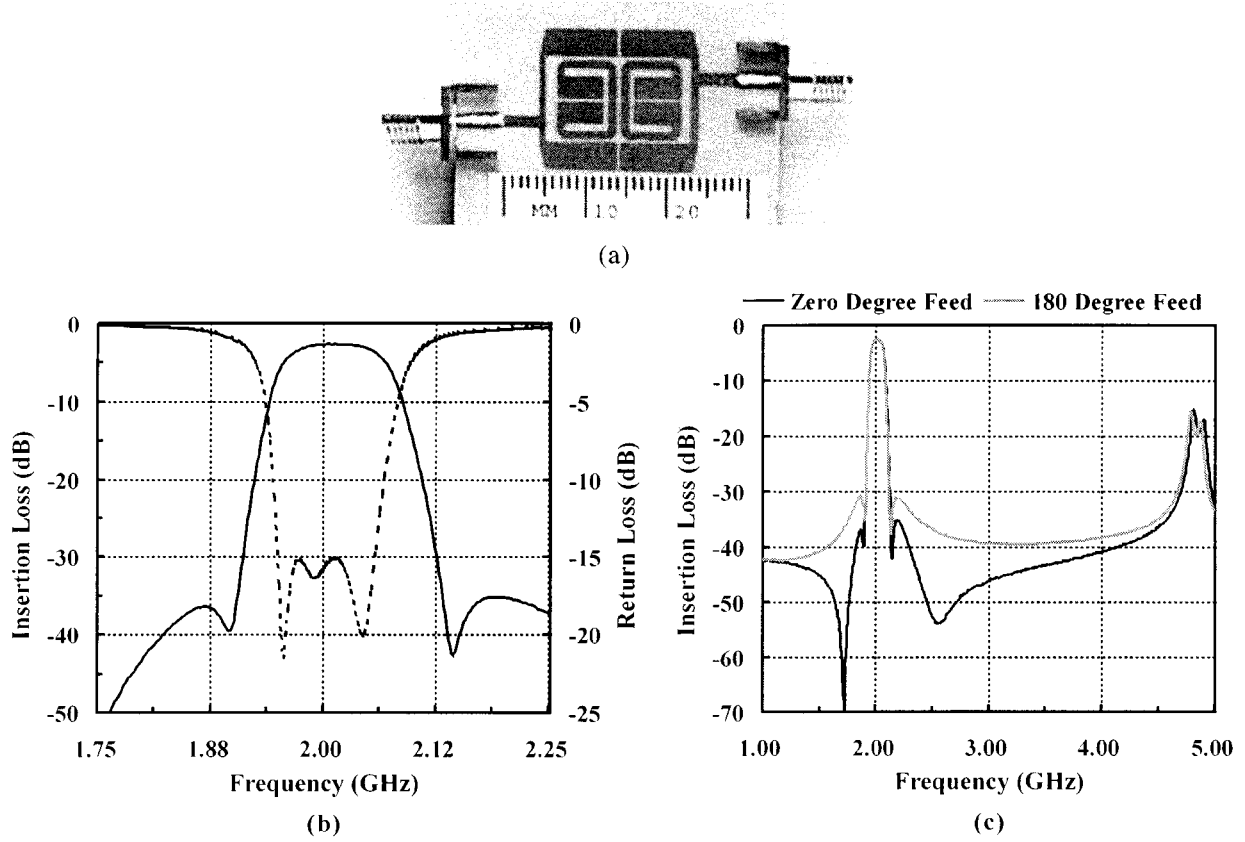 MM 10 20
(a)
Zero Degree Feed 180 Degree Feed
0 0
-10 -5
-20 -10
-30 -15
-40 -20
-50 -25
Insertion Loss (dB)
Return Loss (dB)
1.75 1.88 2.00 2.12 2.25
Frequency (GHz)
(b)
0
-10
-20
-30
-40
-50
-60
-70
Insertion Loss (dB)
1.00 2.00 3.00 4.00 5.00
Frequency (GHz)
(c)